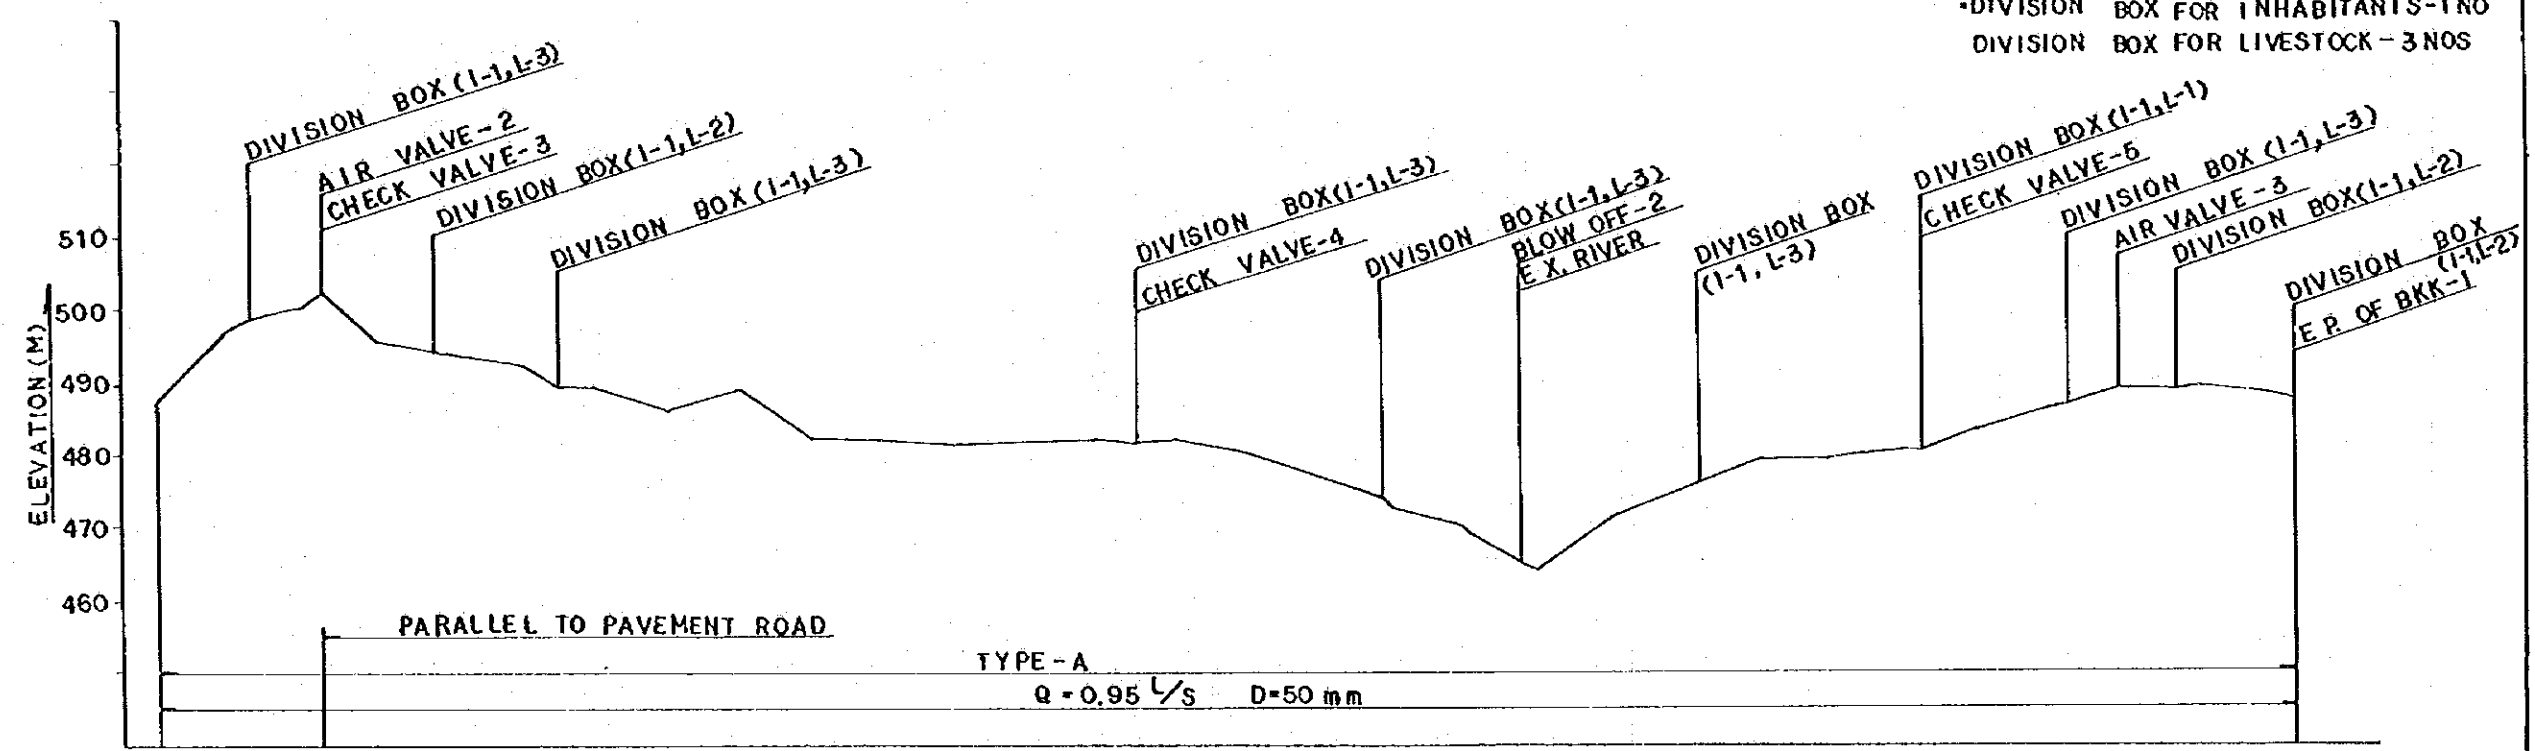 •DIVISION BOX FOR INHABITANTS-1NO
DIVISION BOX FOR LIVESTOCK-3NOS
DIVISION BOX (I-1,L-3)
AIR VALVE-2
CHECK VALVE-3
DIVISION BOX(I-1,L-2)
DIVISION BOX (I-1,L-3)
DIVISION BOX(I-1,L-3)
CHECK VALVE-4
DIVISION BOX(I-1,L-3)
BLOW OFF-2
EX. RIVER
DIVISION BOX
(I-1, L-3)
DIVISION BOX(I-1,L-1)
CHECK VALVE-5
DIVISION BOX (I-1,L-3)
AIR VALVE-3
DIVISION BOX(I-1,L-2)
DIVISION BOX
(I-1,L-2)
E.P. OF BKK-1
ELEVATION (M)
510
500
490
480
470
460
PARALLEL TO PAVEMENT ROAD
TYPE-A
Q=0.95 L/S D=50 mm